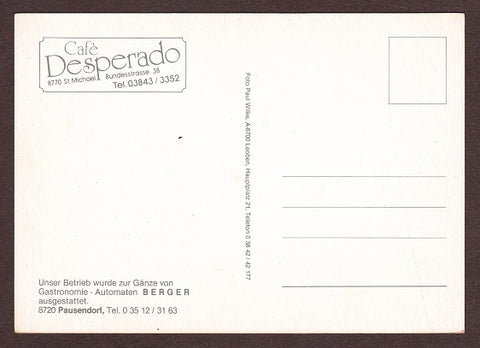 Café
Desperado
8770 St. Michael Bundesstrasse 38
Tel. 03843 / 3352
Foto Paul Wilke, A-8700 Leoben, Hauptplatz 21, Telefon 0 38 42 / 42 177
Unser Betrieb wurde zur Gänze von
Gastronomie - Automaten BERGER
ausgestattet.
8720 Pausendorf, Tel. 0 35 12 / 31 63